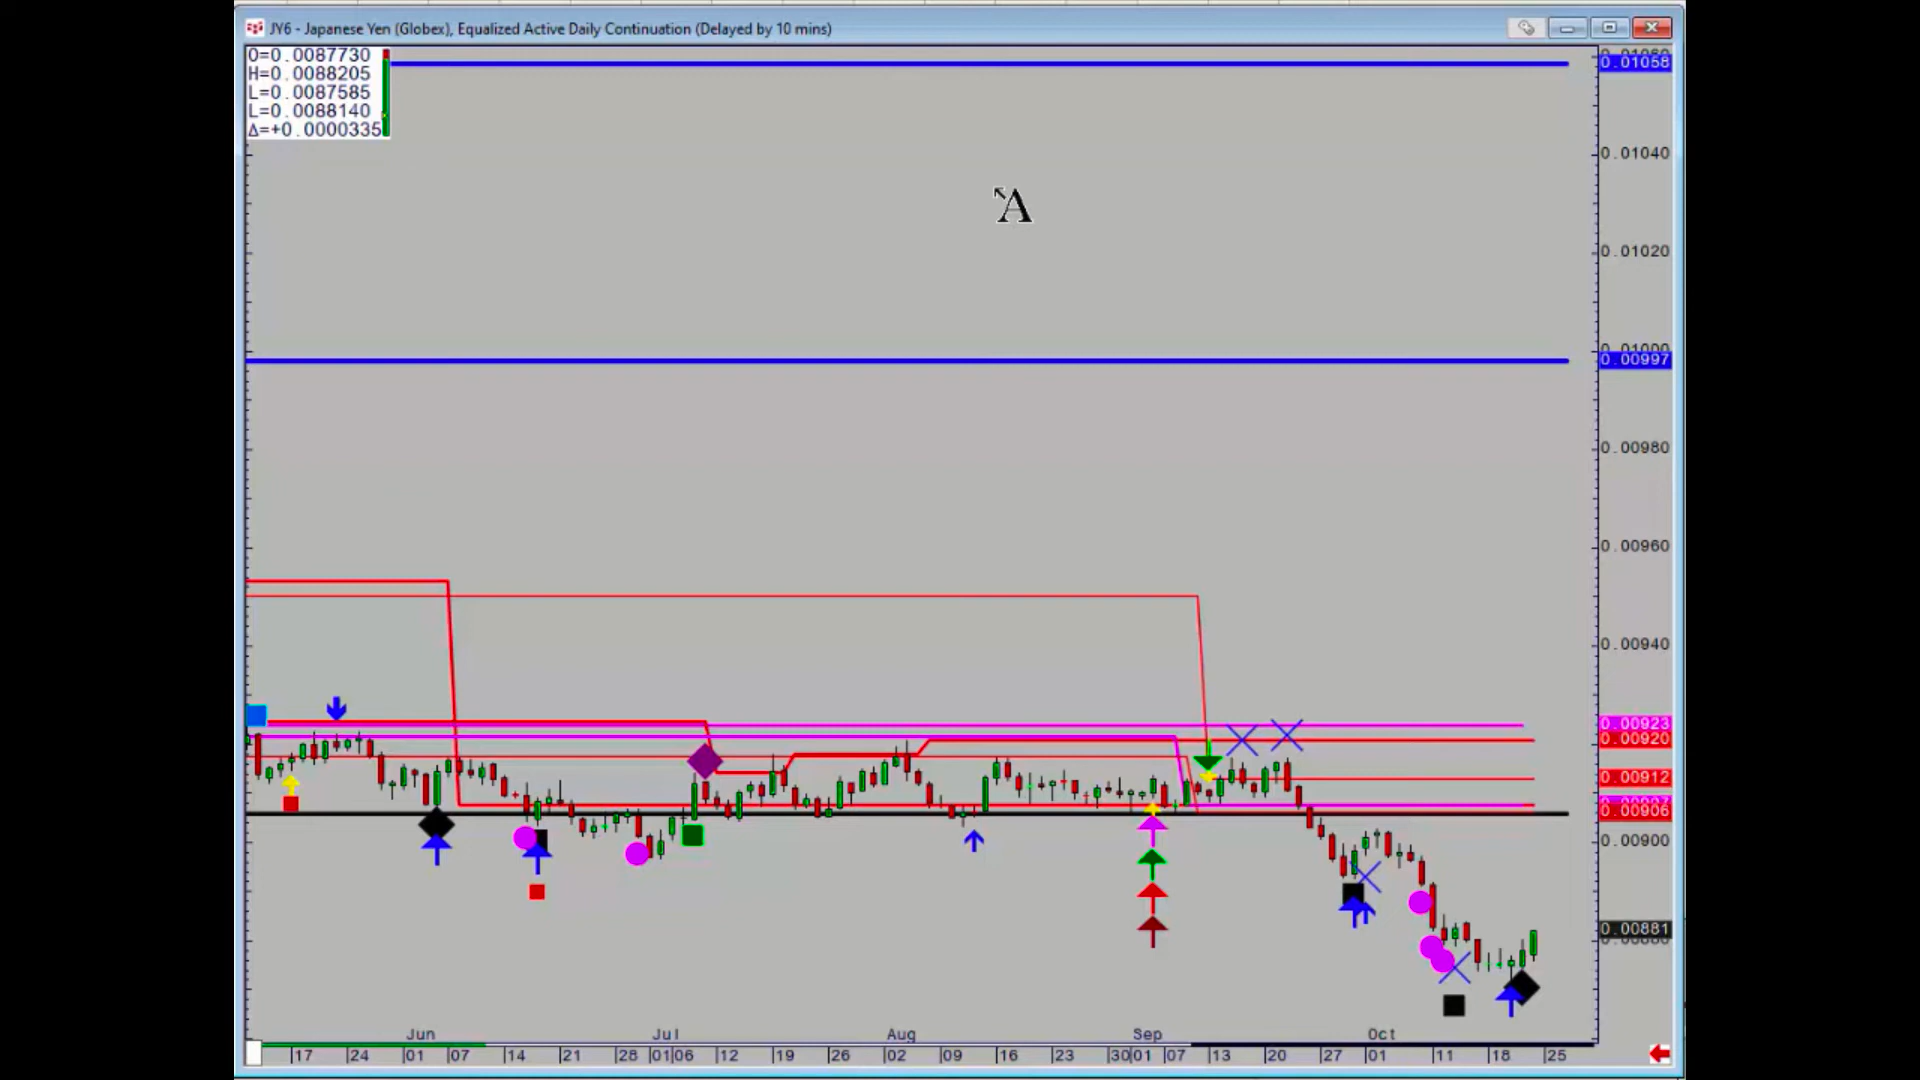 JY6 - Japanese Yen (Globex), Equalized Active Daily Continuation (Delayed by 10 mins)
O=0.0087730
H=0.0088205
L=0.0087585
L=0.0088140
Δ=+0.0000335
A
0.01058
0.01040
0.01020
0.01000
0.00997
0.00980
0.00960
0.00940
0.00923
0.00920
0.00912
0.00906
0.00900
0.00881
0.00880
Jun Jul Aug Sep Oct
17 24 01 07 14 21 28 01 06 12 19 26 02 09 16 23 30 01 07 13 20 27 01 11 18 25